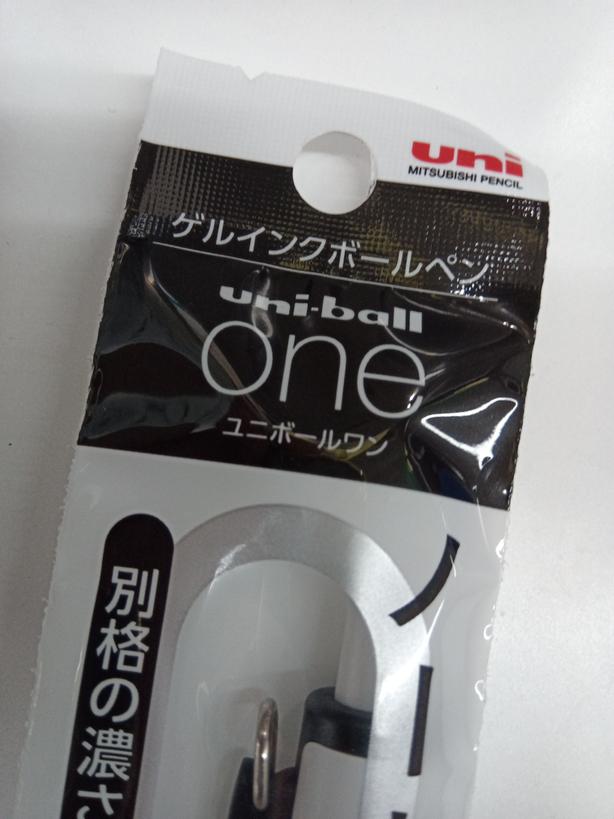 uni
MITSUBISHI PENCIL
ゲルインクボールペン
uni-ball
one
ユニボールワン
別格の濃さ